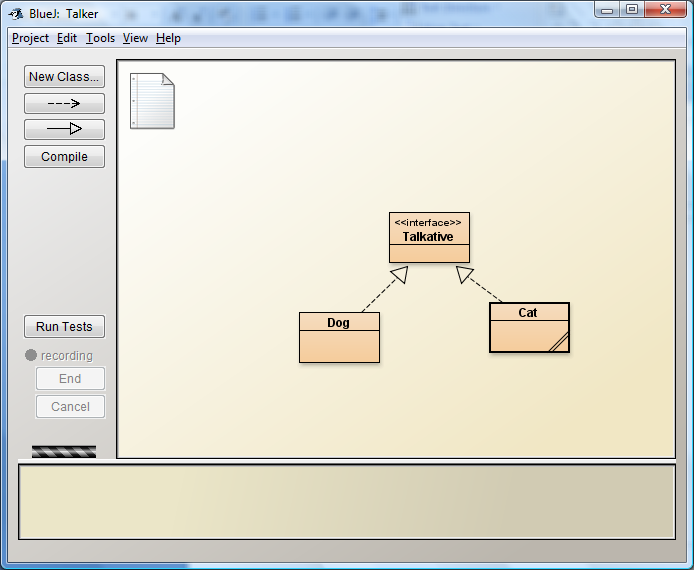 BlueJ: Talker
Project Edit Tools View Help
New Class...
Compile
<<interface>>
Talkative
Dog
Cat
Run Tests
recording
End
Cancel